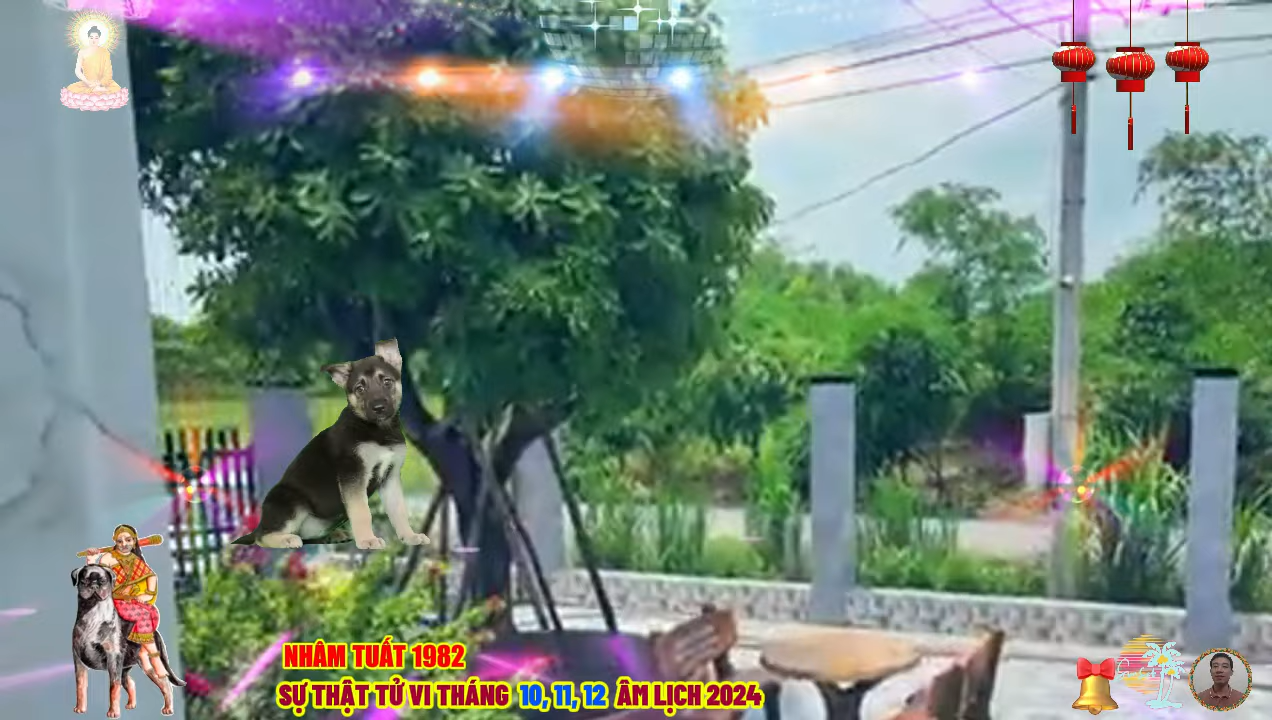 NHÂM TUẤT 1982
SỰ THẬT TỬ VI THÁNG 10, 11, 12 ÂM LỊCH 2024